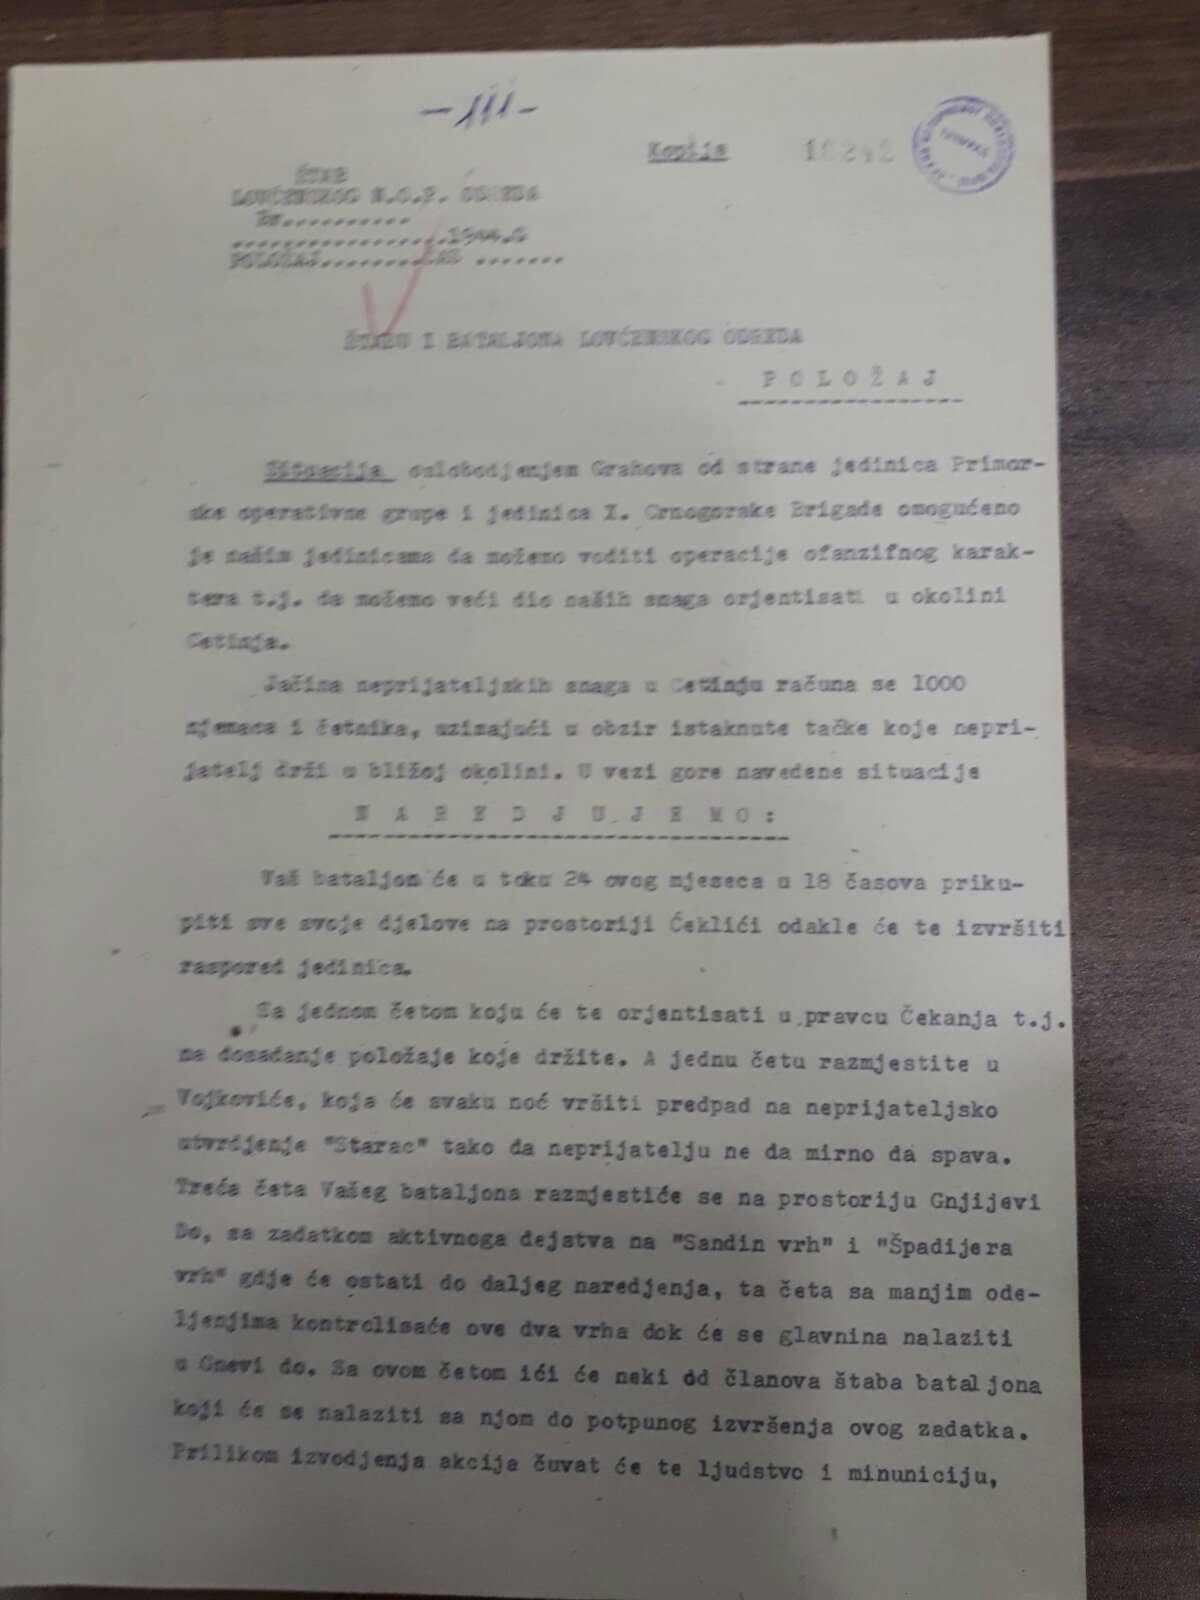 -111-
Kopija 10242
ŠTAB
LOVĆENSKOG N.O.P. ODREDA
Br...........
...................1944.G
POLOŽAJ..........ČAS .......
ŠTABU I BATALJONA LOVĆENSKOG ODREDA
P O L O Ž A J
Situacija oslobodjenjem Grahova od strane jedinica Primor-
ske operativne grupe i jedinica X. Crnogorske Brigade omogućeno
je našim jedinicama da možemo voditi operacije ofanzifnog karak-
tera t.j. da možemo veći dio naših snaga orjentisati u okolini
Cetinja.
Jačina neprijateljskih snaga u Cetinju računa se 1000
njemaca i četnika, uzimajući u obzir istaknute tačke koje nepri-
jatelj drži u bližoj okolini. U vezi gore navedene situacije
N A R E D J U J E M O :
Vaš bataljon će u toku 24 ovog mjeseca u 18 časova priku-
piti sve svoje djelove na prostoriji Ćeklići odakle će te izvršiti
raspored jedinica.
Sa jednom četom koju će te orjentisati u pravcu Čekanja t.j.
na dosadanje položaje koje držite. A jednu četu razmjestite u
Vojkoviće, koja će svaku noć vršiti predpad na neprijateljsko
utvrdjenje "Starac" tako da neprijatelju ne da mirno da spava.
Treća četa Vašeg bataljona razmjestiće se na prostoriju Gnjijevi
Do, sa zadatkom aktivnoga dejstva na "Sandin vrh" i "Špadijera
vrh" gdje će ostati do daljeg naredjenja, ta četa sa manjim ode-
ljenjima kontrolisaće ove dva vrha dok će se glavnina nalaziti
u Gnevi do. Sa ovom četom ići će neki od članova štaba bataljona
koji će se nalaziti sa njom do potpunog izvršenja ovog zadatka.
Prilikom izvodjenja akcija čuvat će te ljudstvo i minuniciju,